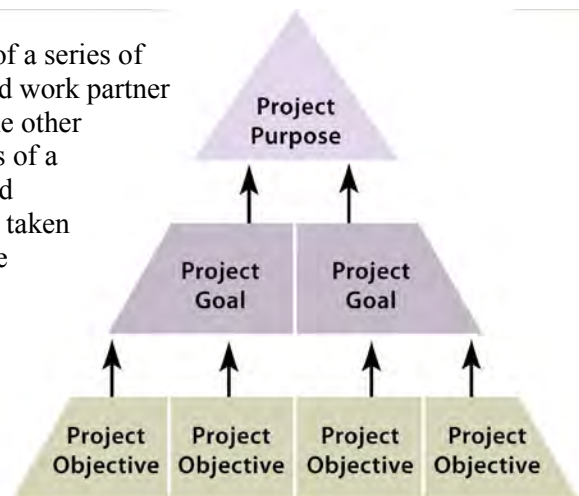 of a series of
d work partner
e other
s of a
d
taken
e
Project
Purpose
Project
Goal
Project
Goal
Project
Objective
Project
Objective
Project
Objective
Project
Objective